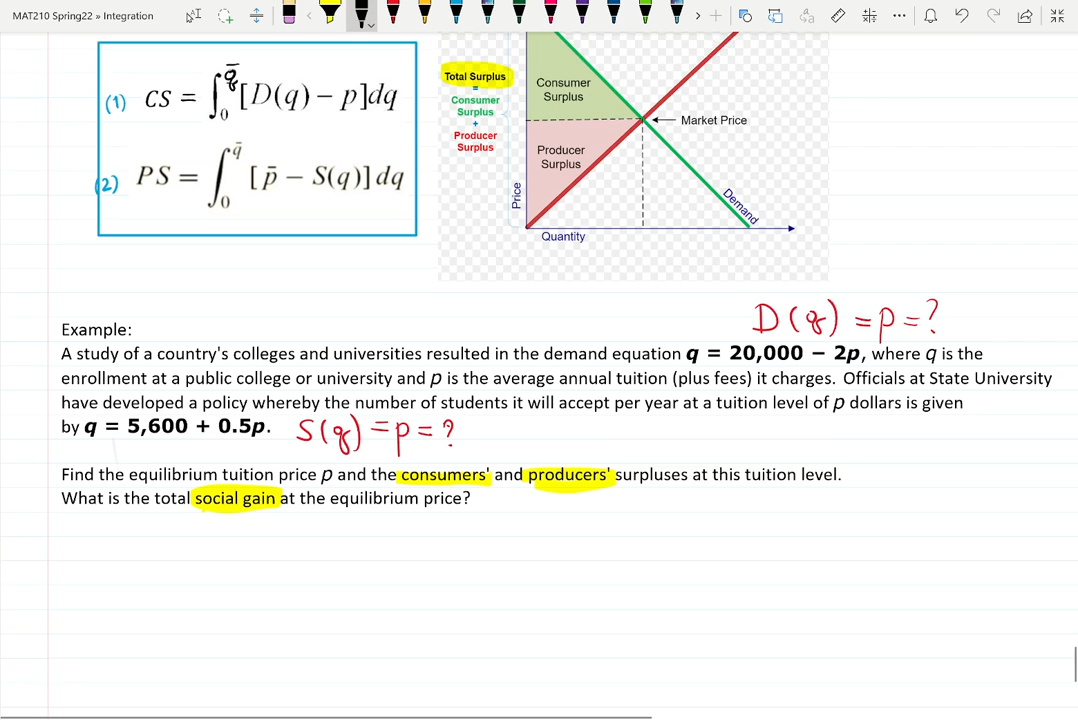 MAT210 Spring22 » Integration
(1) CS = ∫₀^q̄ [D(q) − p]dq
(2) PS = ∫₀^q̄ [p̄ − S(q)]dq
Total Surplus
=
Consumer
Surplus
+
Producer
Surplus
Consumer
Surplus
Producer
Surplus
Market Price
Price
Demand
Quantity
D(q) = p = ?
Example:
A study of a country's colleges and universities resulted in the demand equation q = 20,000 − 2p, where q is the
enrollment at a public college or university and p is the average annual tuition (plus fees) it charges. Officials at State University
have developed a policy whereby the number of students it will accept per year at a tuition level of p dollars is given
by q = 5,600 + 0.5p. S(q) = p = ?
Find the equilibrium tuition price p and the consumers' and producers' surpluses at this tuition level.
What is the total social gain at the equilibrium price?